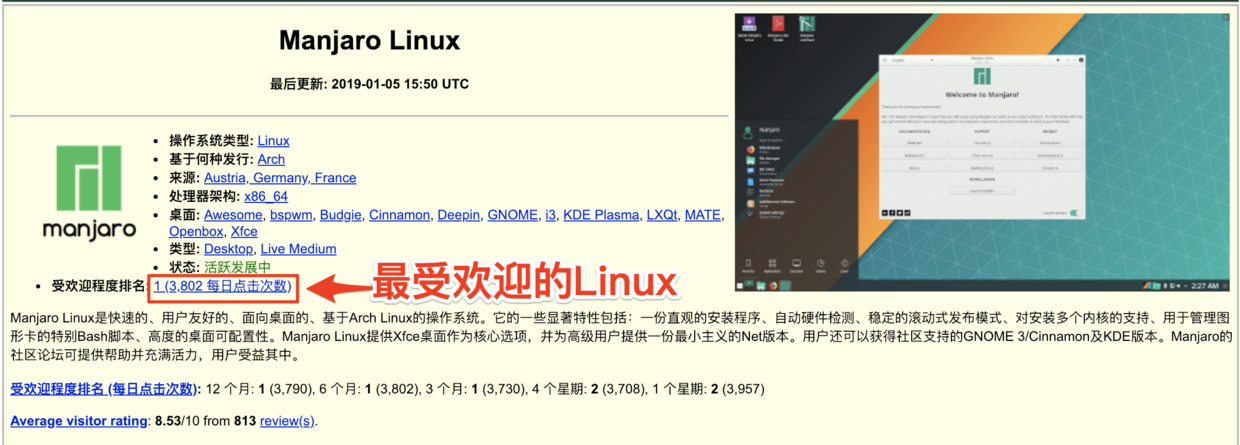 Manjaro Linux
最后更新: 2019-01-05 15:50 UTC
manjaro
• 操作系统类型: Linux
• 基于何种发行: Arch
• 来源: Austria, Germany, France
• 处理器架构: x86_64
• 桌面: Awesome, bspwm, Budgie, Cinnamon, Deepin, GNOME, i3, KDE Plasma, LXQt, MATE,
Openbox, Xfce
• 类型: Desktop, Live Medium
• 状态: 活跃发展中
• 受欢迎程度排名: 1 (3,802 每日点击次数)
最受欢迎的Linux
Welcome to Manjaro!
manjaro
2:27 AM
Manjaro Linux是快速的、用户友好的、面向桌面的、基于Arch Linux的操作系统。它的一些显著特性包括：一份直观的安装程序、自动硬件检测、稳定的滚动式发布模式、对安装多个内核的支持、用于管理图
形卡的特别Bash脚本、高度的桌面可配置性。Manjaro Linux提供Xfce桌面作为核心选项，并为高级用户提供一份最小主义的Net版本。用户还可以获得社区支持的GNOME 3/Cinnamon及KDE版本。Manjaro的
社区论坛可提供帮助并充满活力，用户受益其中。
受欢迎程度排名 (每日点击次数): 12 个月: 1 (3,790), 6 个月: 1 (3,802), 3 个月: 1 (3,730), 4 个星期: 2 (3,708), 1 个星期: 2 (3,957)
Average visitor rating: 8.53/10 from 813 review(s).